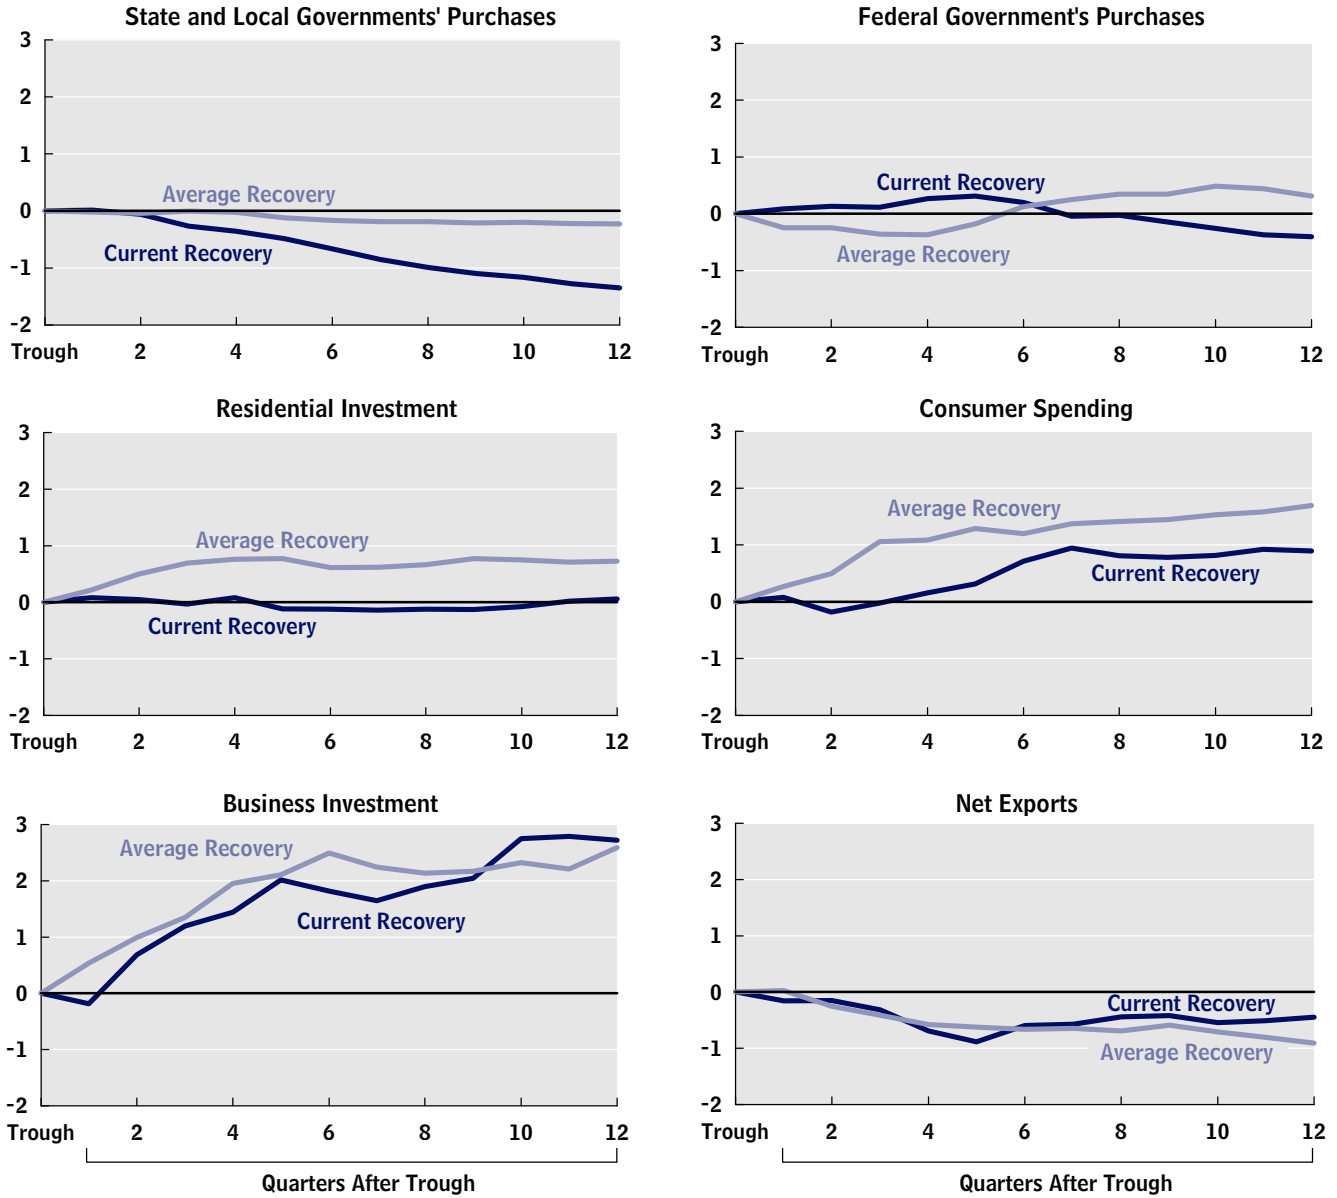 State and Local Governments' Purchases
3
2
1
0
-1
-2
Average Recovery
Current Recovery
Trough 2 4 6 8 10 12
Federal Government's Purchases
3
2
1
0
-1
-2
Current Recovery
Average Recovery
Trough 2 4 6 8 10 12
Residential Investment
3
2
1
0
-1
-2
Average Recovery
Current Recovery
Trough 2 4 6 8 10 12
Consumer Spending
3
2
1
0
-1
-2
Average Recovery
Current Recovery
Trough 2 4 6 8 10 12
Business Investment
3
2
1
0
-1
-2
Average Recovery
Current Recovery
Trough 2 4 6 8 10 12
Quarters After Trough
Net Exports
3
2
1
0
-1
-2
Current Recovery
Average Recovery
Trough 2 4 6 8 10 12
Quarters After Trough